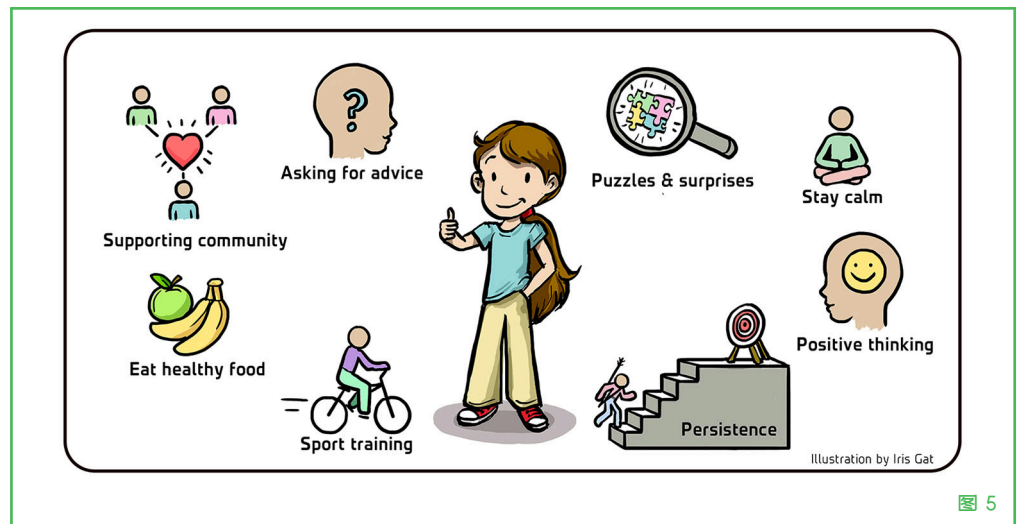 Asking for advice
Puzzles & surprises
Stay calm
Supporting community
Positive thinking
Eat healthy food
Sport training
Persistence
Illustration by Iris Gat
图 5
?